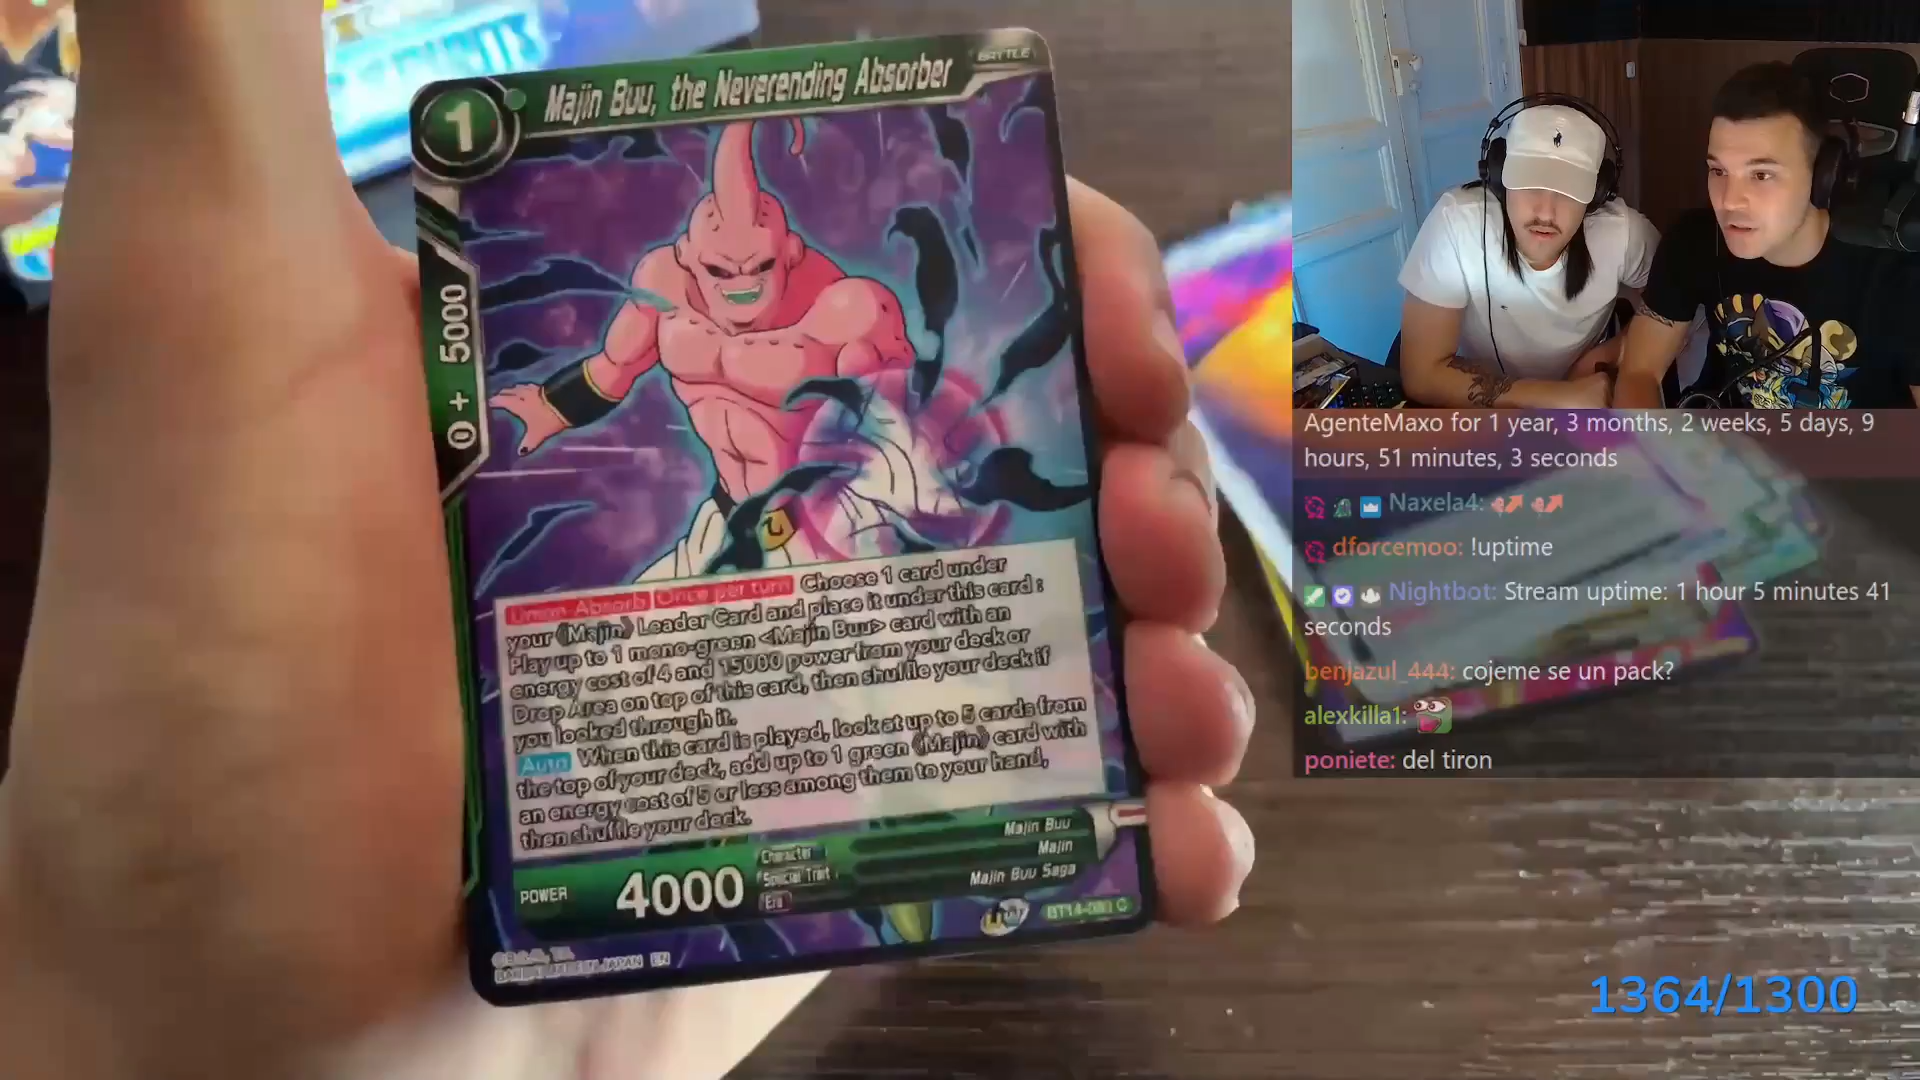 BATTLE
1 Majin Buu, the Neverending Absorber
0 + 5000
Union-Absorb Once per turn Choose 1 card under
your 《Majin》 Leader Card and place it under this card :
Play up to 1 mono-green <Majin Buu> card with an
energy cost of 4 and 15000 power from your deck or
Drop Area on top of this card, then shuffle your deck if
you looked through it.
Auto When this card is played, look at up to 5 cards from
the top of your deck, add up to 1 green 《Majin》 card with
an energy cost of 5 or less among them to your hand,
then shuffle your deck.
POWER 4000
Character Majin Buu
Special Trait Majin
Era Majin Buu Saga
EN
AgenteMaxo for 1 year, 3 months, 2 weeks, 5 days, 9
hours, 51 minutes, 3 seconds
Naxela4:
dforcemoo: !uptime
Nightbot: Stream uptime: 1 hour 5 minutes 41
seconds
benjazul_444: cojeme se un pack?
alexkilla1:
poniete: del tiron
1364/1300